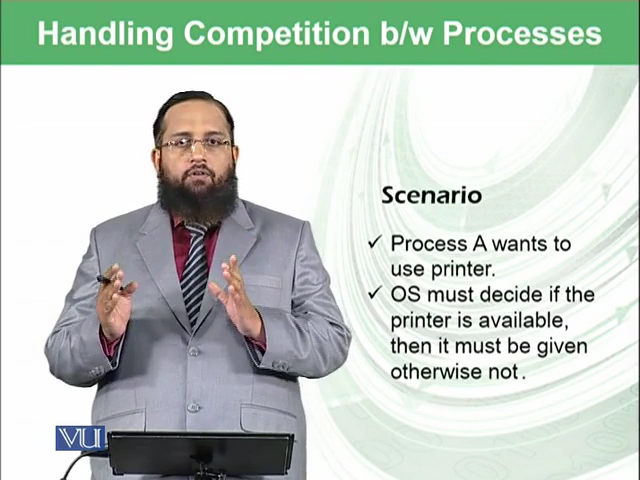 Handling Competition b/w Processes
Scenario
✓ Process A wants to
use printer.
✓ OS must decide if the
printer is available,
then it must be given
otherwise not.
VU